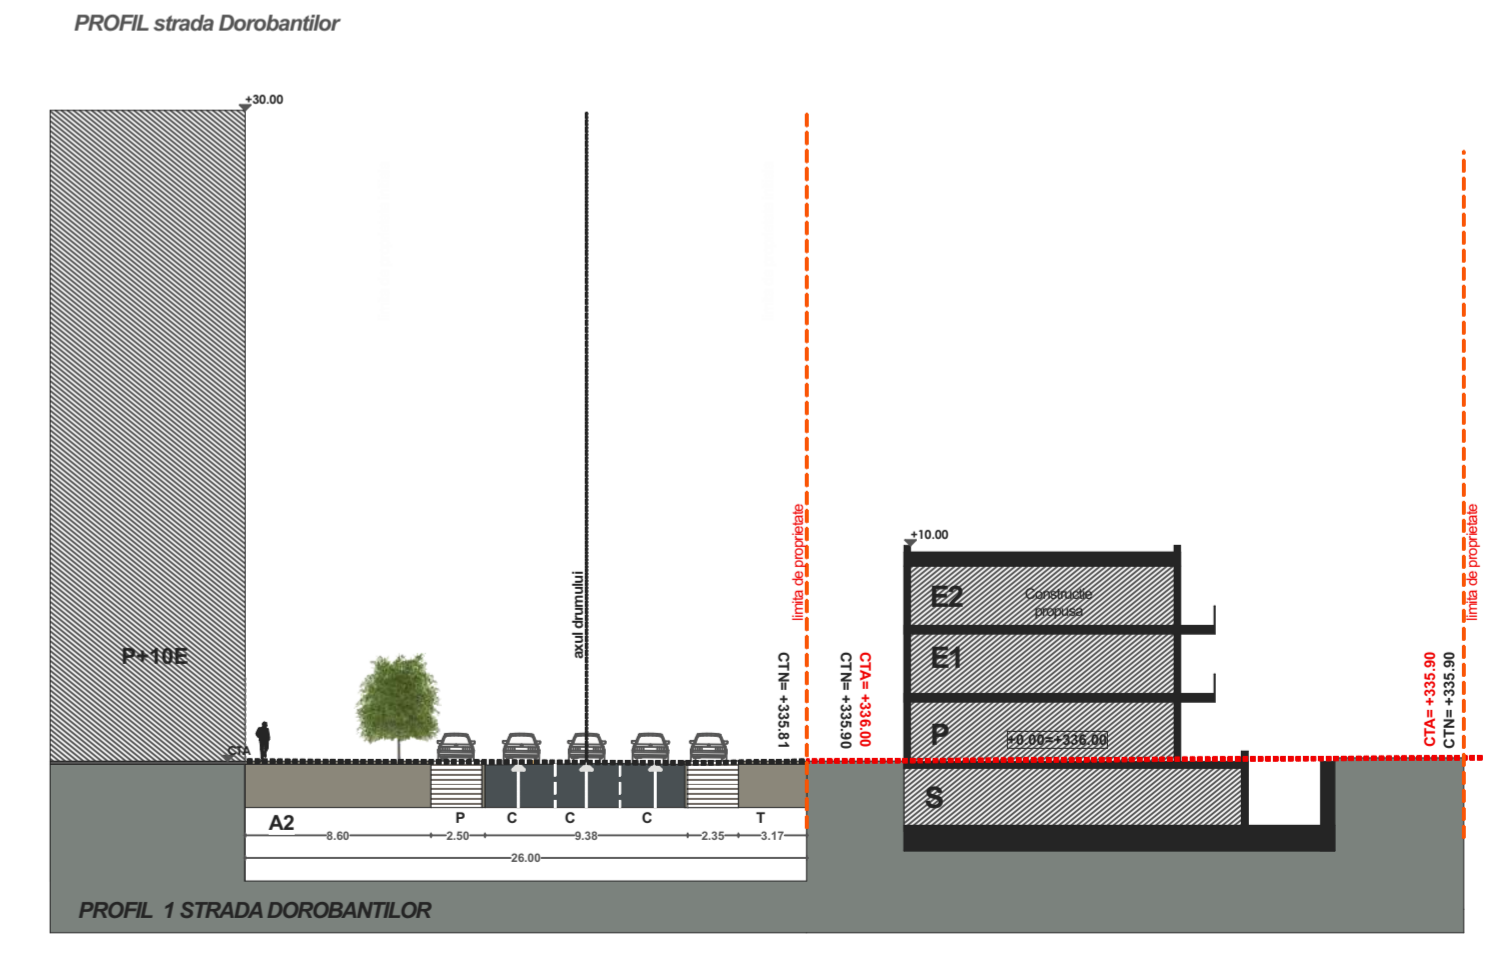 PROFIL strada Dorobantilor
+30.00
axul drumului
limita de proprietate
limita de proprietate
+10.00
E2
Constructie
propusa
E1
P+10E
P
+0.00=+336.00
CTN= +335.81
CTN= +335.90
CTA= +336.00
CTA= +335.90
CTN= +335.90
CTA
S
A2
P C C C T
8.60 2.50 9.38 2.35 3.17
26.00
PROFIL 1 STRADA DOROBANTILOR